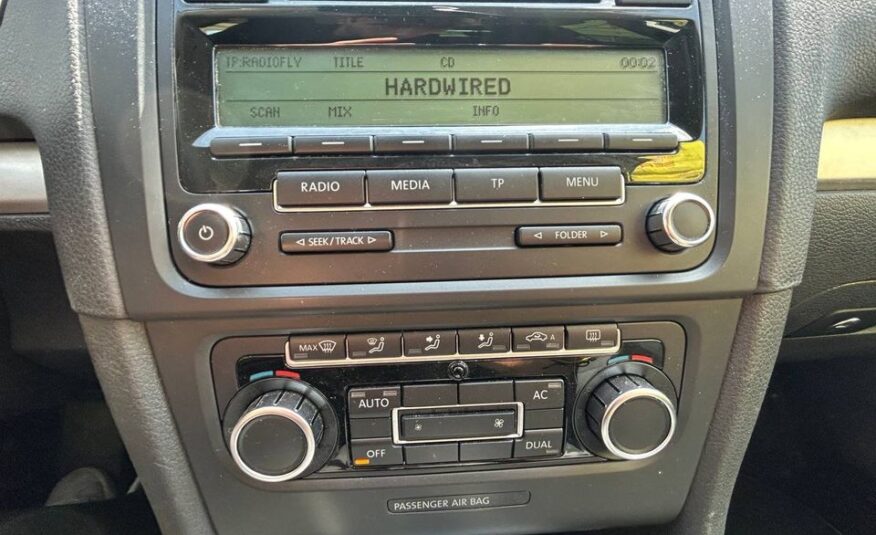 TP:RADIOFLY TITLE CD 00:02
HARDWIRED
SCAN MIX INFO
RADIO MEDIA TP MENU
SEEK/TRACK FOLDER
MAX A
AUTO AC
OFF DUAL
PASSENGER AIR BAG